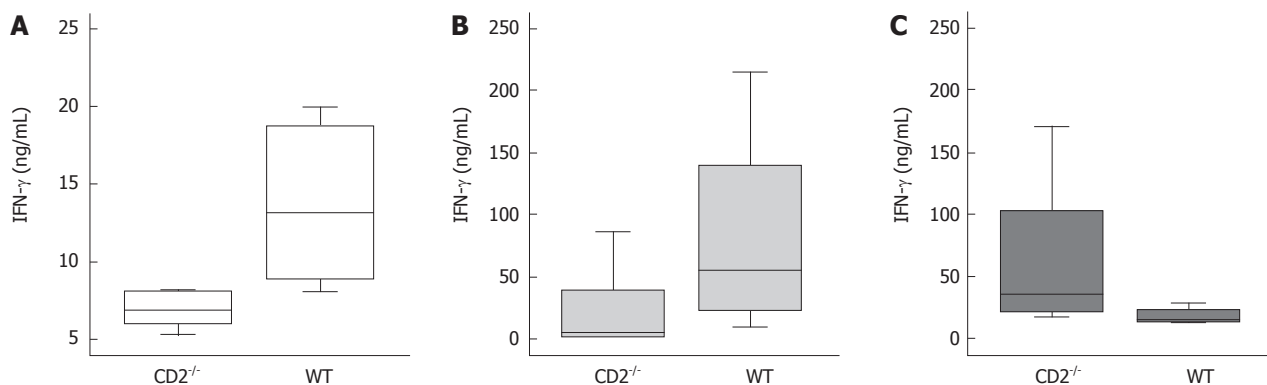 A
25
20
15
10
5
IFN-γ (ng/mL)
CD2-/-
WT
B
250
200
150
100
50
0
IFN-γ (ng/mL)
CD2-/-
WT
C
250
200
150
100
50
0
IFN-γ (ng/mL)
CD2-/-
WT